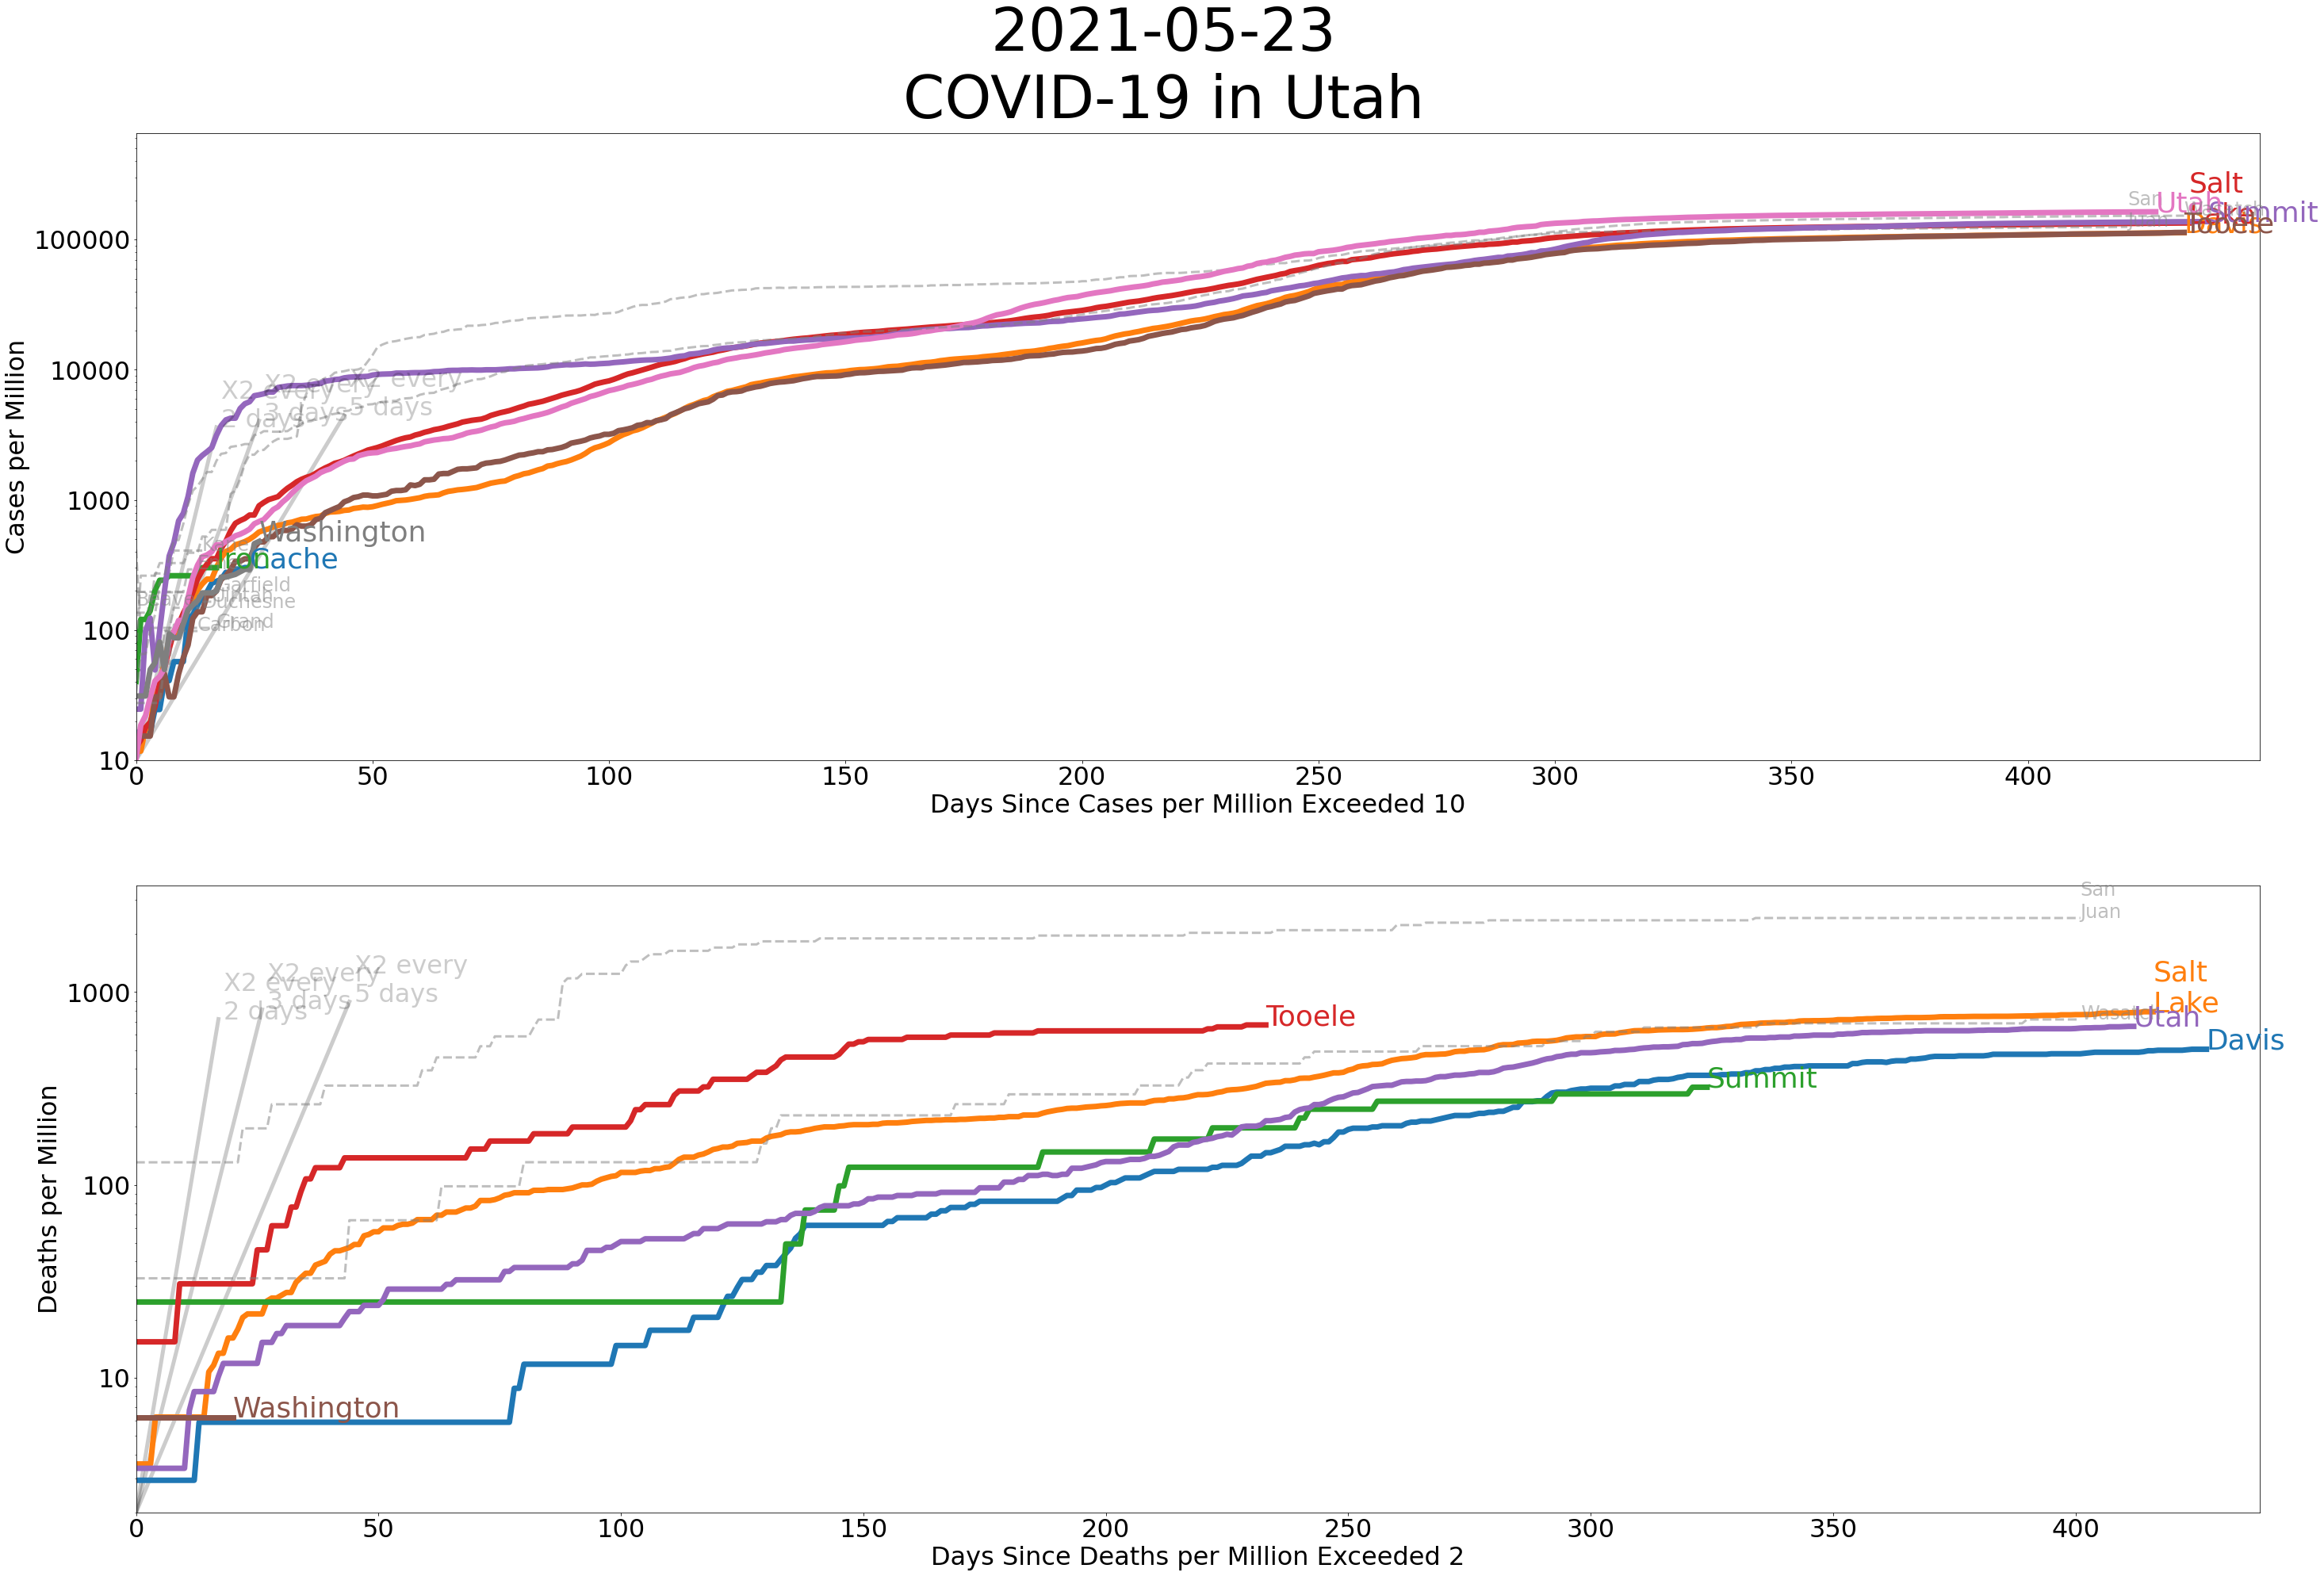 2021-05-23
COVID-19 in Utah
Cases per Million
100000
10000
1000
100
10
0
50
100
150
200
250
300
350
400
Days Since Cases per Million Exceeded 10
X2 every
2 days
X2 every
3 days
X2 every
5 days
Salt
Lake
San
Juan
Utah
Summit
Tooele
Washington
Iron
Cache
Garfield
Duchesne
Grand
Carbon
Deaths per Million
1000
100
10
0
50
100
150
200
250
300
350
400
Days Since Deaths per Million Exceeded 2
X2 every
2 days
X2 every
3 days
X2 every
5 days
San
Juan
Salt
Lake
Wasatch
Utah
Davis
Tooele
Summit
Washington